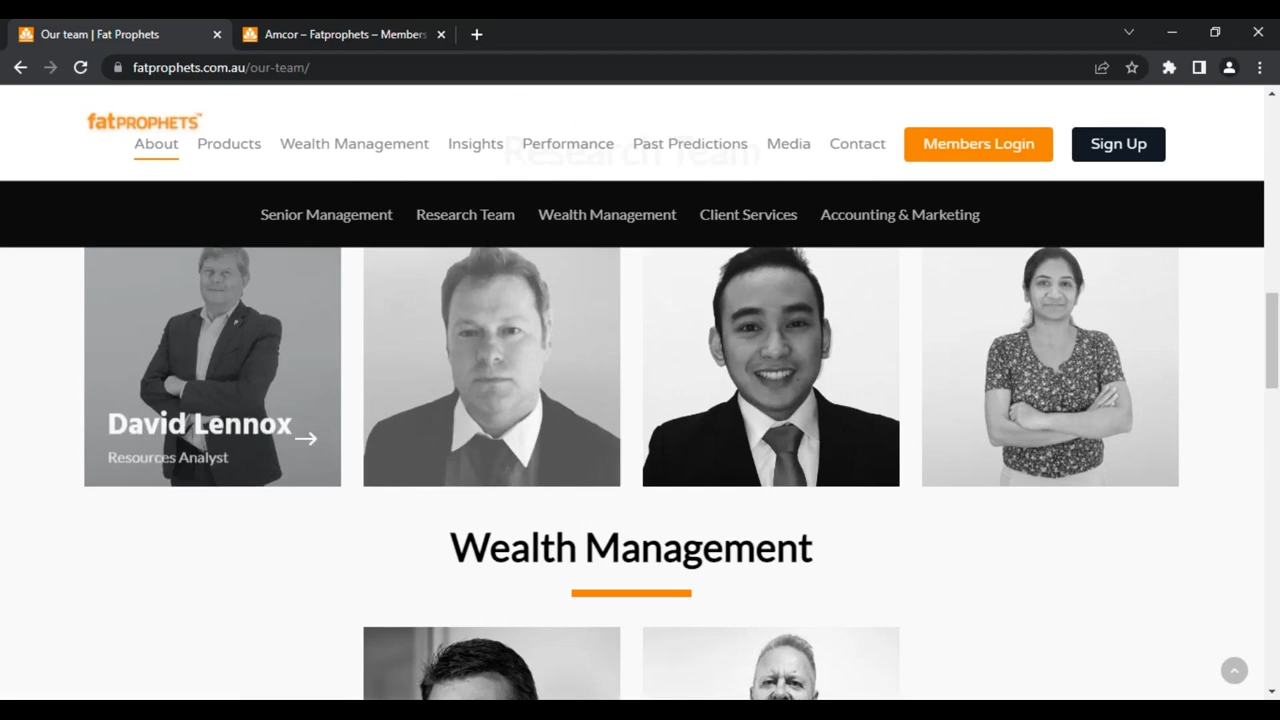 Our team | Fat Prophets
Amcor – Fatprophets – Members
fatprophets.com.au/our-team/
fatPROPHETS™
About Products Wealth Management Insights Performance Past Predictions Media Contact Members Login Sign Up
Research Team
Senior Management Research Team Wealth Management Client Services Accounting & Marketing
David Lennox
Resources Analyst
Wealth Management